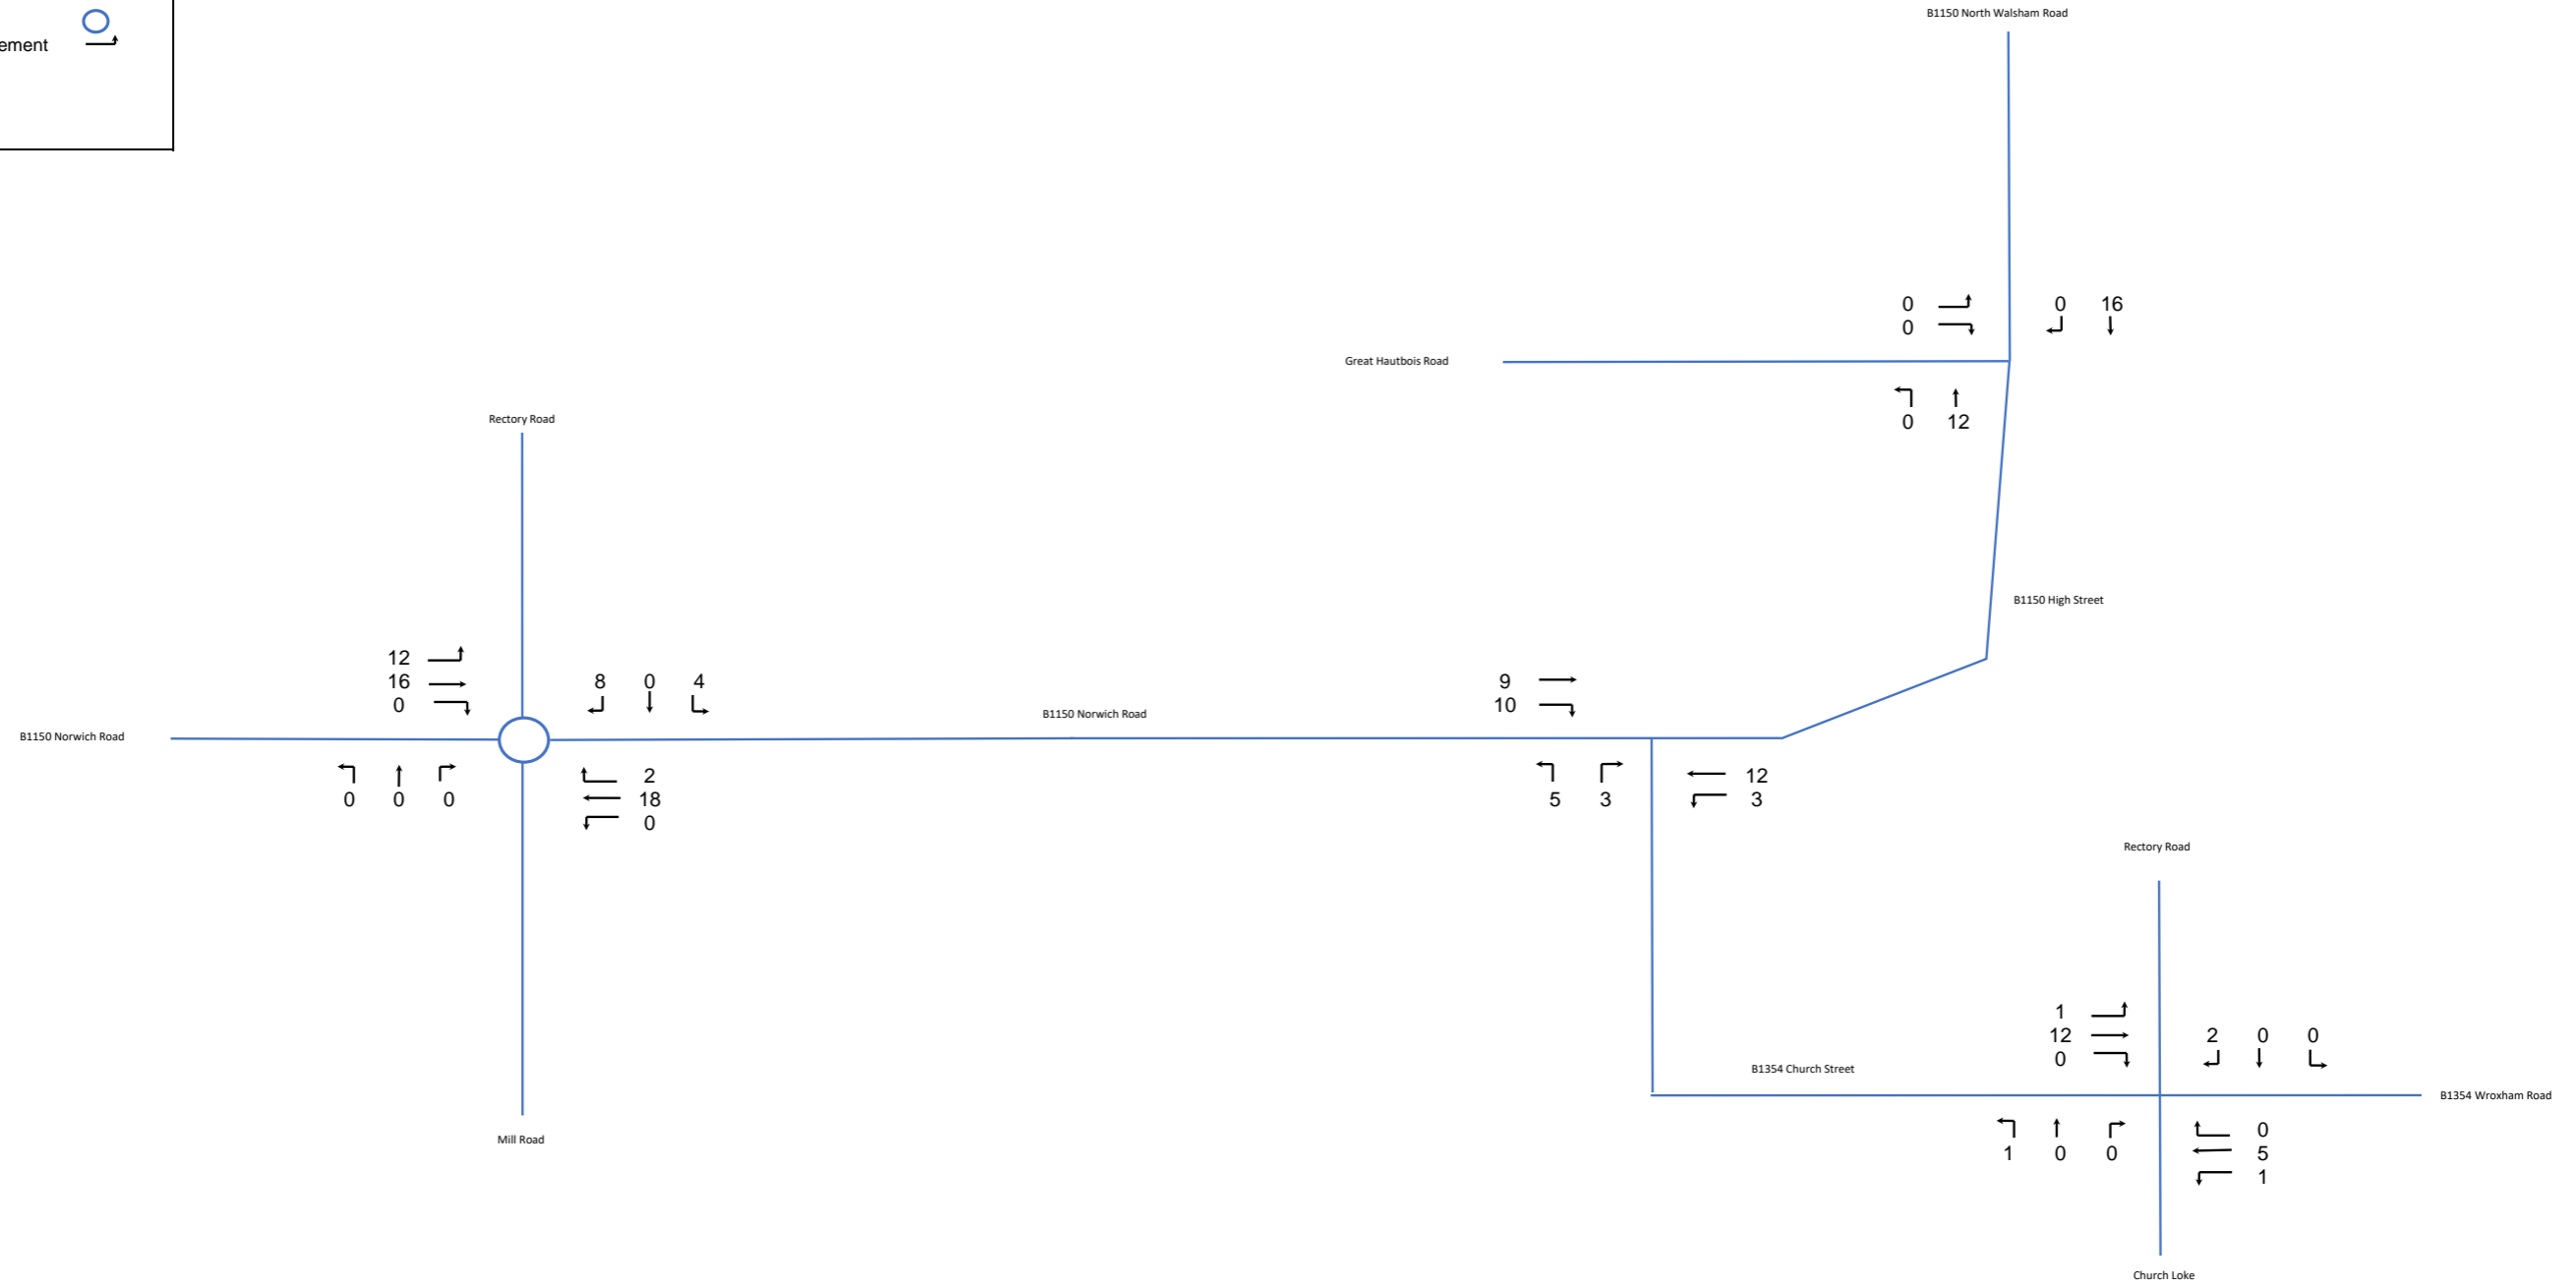 B1150 North Walsham Road
0 0 16
0
Great Hautbois Road
0 12
Rectory Road
B1150 High Street
12
16 8 0 4
0
9
10
B1150 Norwich Road
B1150 Norwich Road
0 0 0
2
18
0
5 3
12
3
Rectory Road
1
12 2 0 0
0
B1354 Church Street
B1354 Wroxham Road
1 0 0
0
5
1
Mill Road
Church Loke